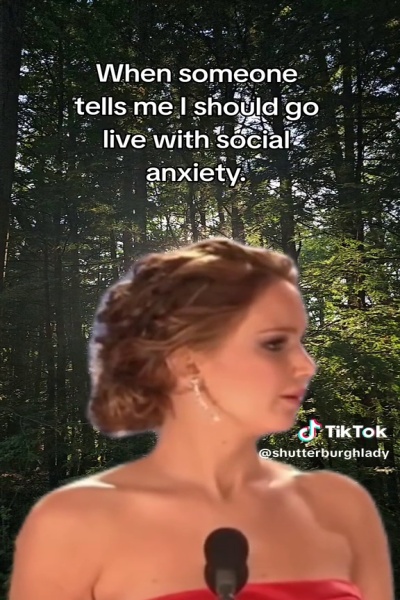 When someone
tells me I should go
live with social
anxiety.
TikTok
@shutterburghlady